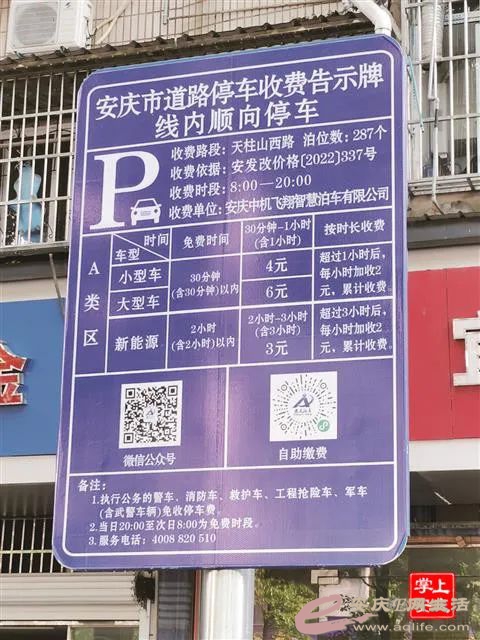 安庆市道路停车收费告示牌
线内顺向停车
P
收费路段: 天柱山西路 泊位数: 287个
收费依据: 安发改价格[2022]337号
收费时段: 8:00—20:00
收费单位: 安庆中机飞翔智慧泊车有限公司
A类区
时间
车型
免费时间
30分钟-1小时
(含1小时)
按时长收费
小型车
大型车
30分钟
(含30分钟)以内
4元
6元
超过1小时后,
每小时加收2
元, 累计收费。
新能源
2小时
(含2小时)以内
2小时-3小时
(含3小时)
3元
超过3小时后,
每小时加收2
元, 累计收费。
微信公众号
自助缴费
备注:
1.执行公务的警车、消防车、救护车、工程抢险车、军车
(含武警车辆)免收停车费。
2.当日20:00至次日8:00为免费时段。
3.服务电话: 4008 820 510
掌上
www.aqlife.com